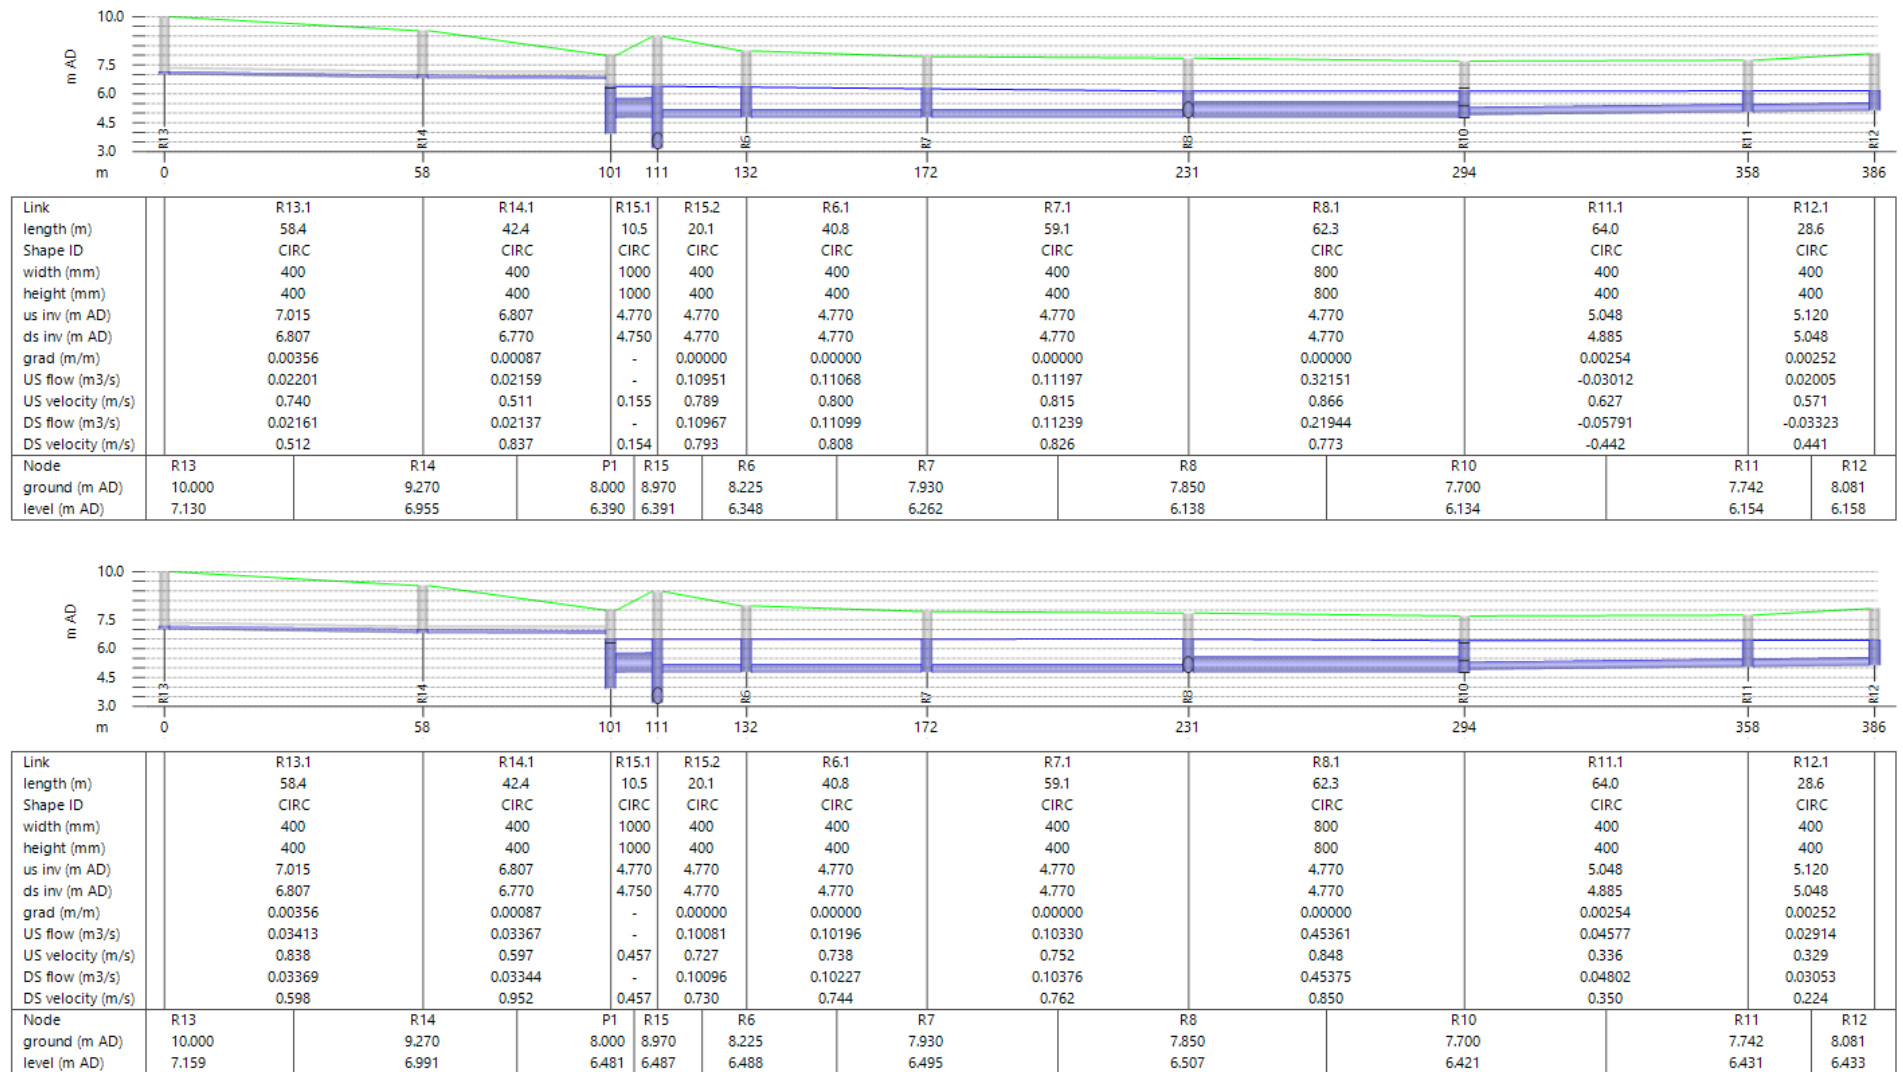 10.0
7.5
6.0
4.5
3.0
m AD
R13 R14 R6 R7 R8 R10 R11 R12
m 0 58 101 111 132 172 231 294 358 386
Link R13.1 R14.1 R15.1 R15.2 R6.1 R7.1 R8.1 R11.1 R12.1
length (m) 58.4 42.4 10.5 20.1 40.8 59.1 62.3 64.0 28.6
Shape ID CIRC CIRC CIRC CIRC CIRC CIRC CIRC CIRC CIRC
width (mm) 400 400 1000 400 400 400 800 400 400
height (mm) 400 400 1000 400 400 400 800 400 400
us inv (m AD) 7.015 6.807 4.770 4.770 4.770 4.770 4.770 5.048 5.120
ds inv (m AD) 6.807 6.770 4.750 4.770 4.770 4.770 4.770 4.885 5.048
grad (m/m) 0.00356 0.00087 - 0.00000 0.00000 0.00000 0.00000 0.00254 0.00252
US flow (m3/s) 0.02201 0.02159 - 0.10951 0.11068 0.11197 0.32151 -0.03012 0.02005
US velocity (m/s) 0.740 0.511 0.155 0.789 0.800 0.815 0.866 0.627 0.571
DS flow (m3/s) 0.02161 0.02137 - 0.10967 0.11099 0.11239 0.21944 -0.05791 -0.03323
DS velocity (m/s) 0.512 0.837 0.154 0.793 0.808 0.826 0.773 -0.442 0.441
Node R13 R14 P1 R15 R6 R7 R8 R10 R11 R12
ground (m AD) 10.000 9.270 8.000 8.970 8.225 7.930 7.850 7.700 7.742 8.081
level (m AD) 7.130 6.955 6.390 6.391 6.348 6.262 6.138 6.134 6.154 6.158
10.0
7.5
6.0
4.5
3.0
m AD
R13 R14 R6 R7 R8 R10 R11 R12
m 0 58 101 111 132 172 231 294 358 386
Link R13.1 R14.1 R15.1 R15.2 R6.1 R7.1 R8.1 R11.1 R12.1
length (m) 58.4 42.4 10.5 20.1 40.8 59.1 62.3 64.0 28.6
Shape ID CIRC CIRC CIRC CIRC CIRC CIRC CIRC CIRC CIRC
width (mm) 400 400 1000 400 400 400 800 400 400
height (mm) 400 400 1000 400 400 400 800 400 400
us inv (m AD) 7.015 6.807 4.770 4.770 4.770 4.770 4.770 5.048 5.120
ds inv (m AD) 6.807 6.770 4.750 4.770 4.770 4.770 4.770 4.885 5.048
grad (m/m) 0.00356 0.00087 - 0.00000 0.00000 0.00000 0.00000 0.00254 0.00252
US flow (m3/s) 0.03413 0.03367 - 0.10081 0.10196 0.10330 0.45361 0.04577 0.02914
US velocity (m/s) 0.838 0.597 0.457 0.727 0.738 0.752 0.848 0.336 0.329
DS flow (m3/s) 0.03369 0.03344 - 0.10096 0.10227 0.10376 0.45375 0.04802 0.03053
DS velocity (m/s) 0.598 0.952 0.457 0.730 0.744 0.762 0.850 0.350 0.224
Node R13 R14 P1 R15 R6 R7 R8 R10 R11 R12
ground (m AD) 10.000 9.270 8.000 8.970 8.225 7.930 7.850 7.700 7.742 8.081
level (m AD) 7.159 6.991 6.481 6.487 6.488 6.495 6.507 6.421 6.431 6.433